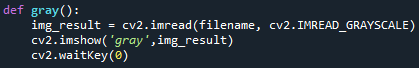 def gray():
    img_result = cv2.imread(filename, cv2.IMREAD_GRAYSCALE)
    cv2.imshow('gray',img_result)
    cv2.waitKey(0)